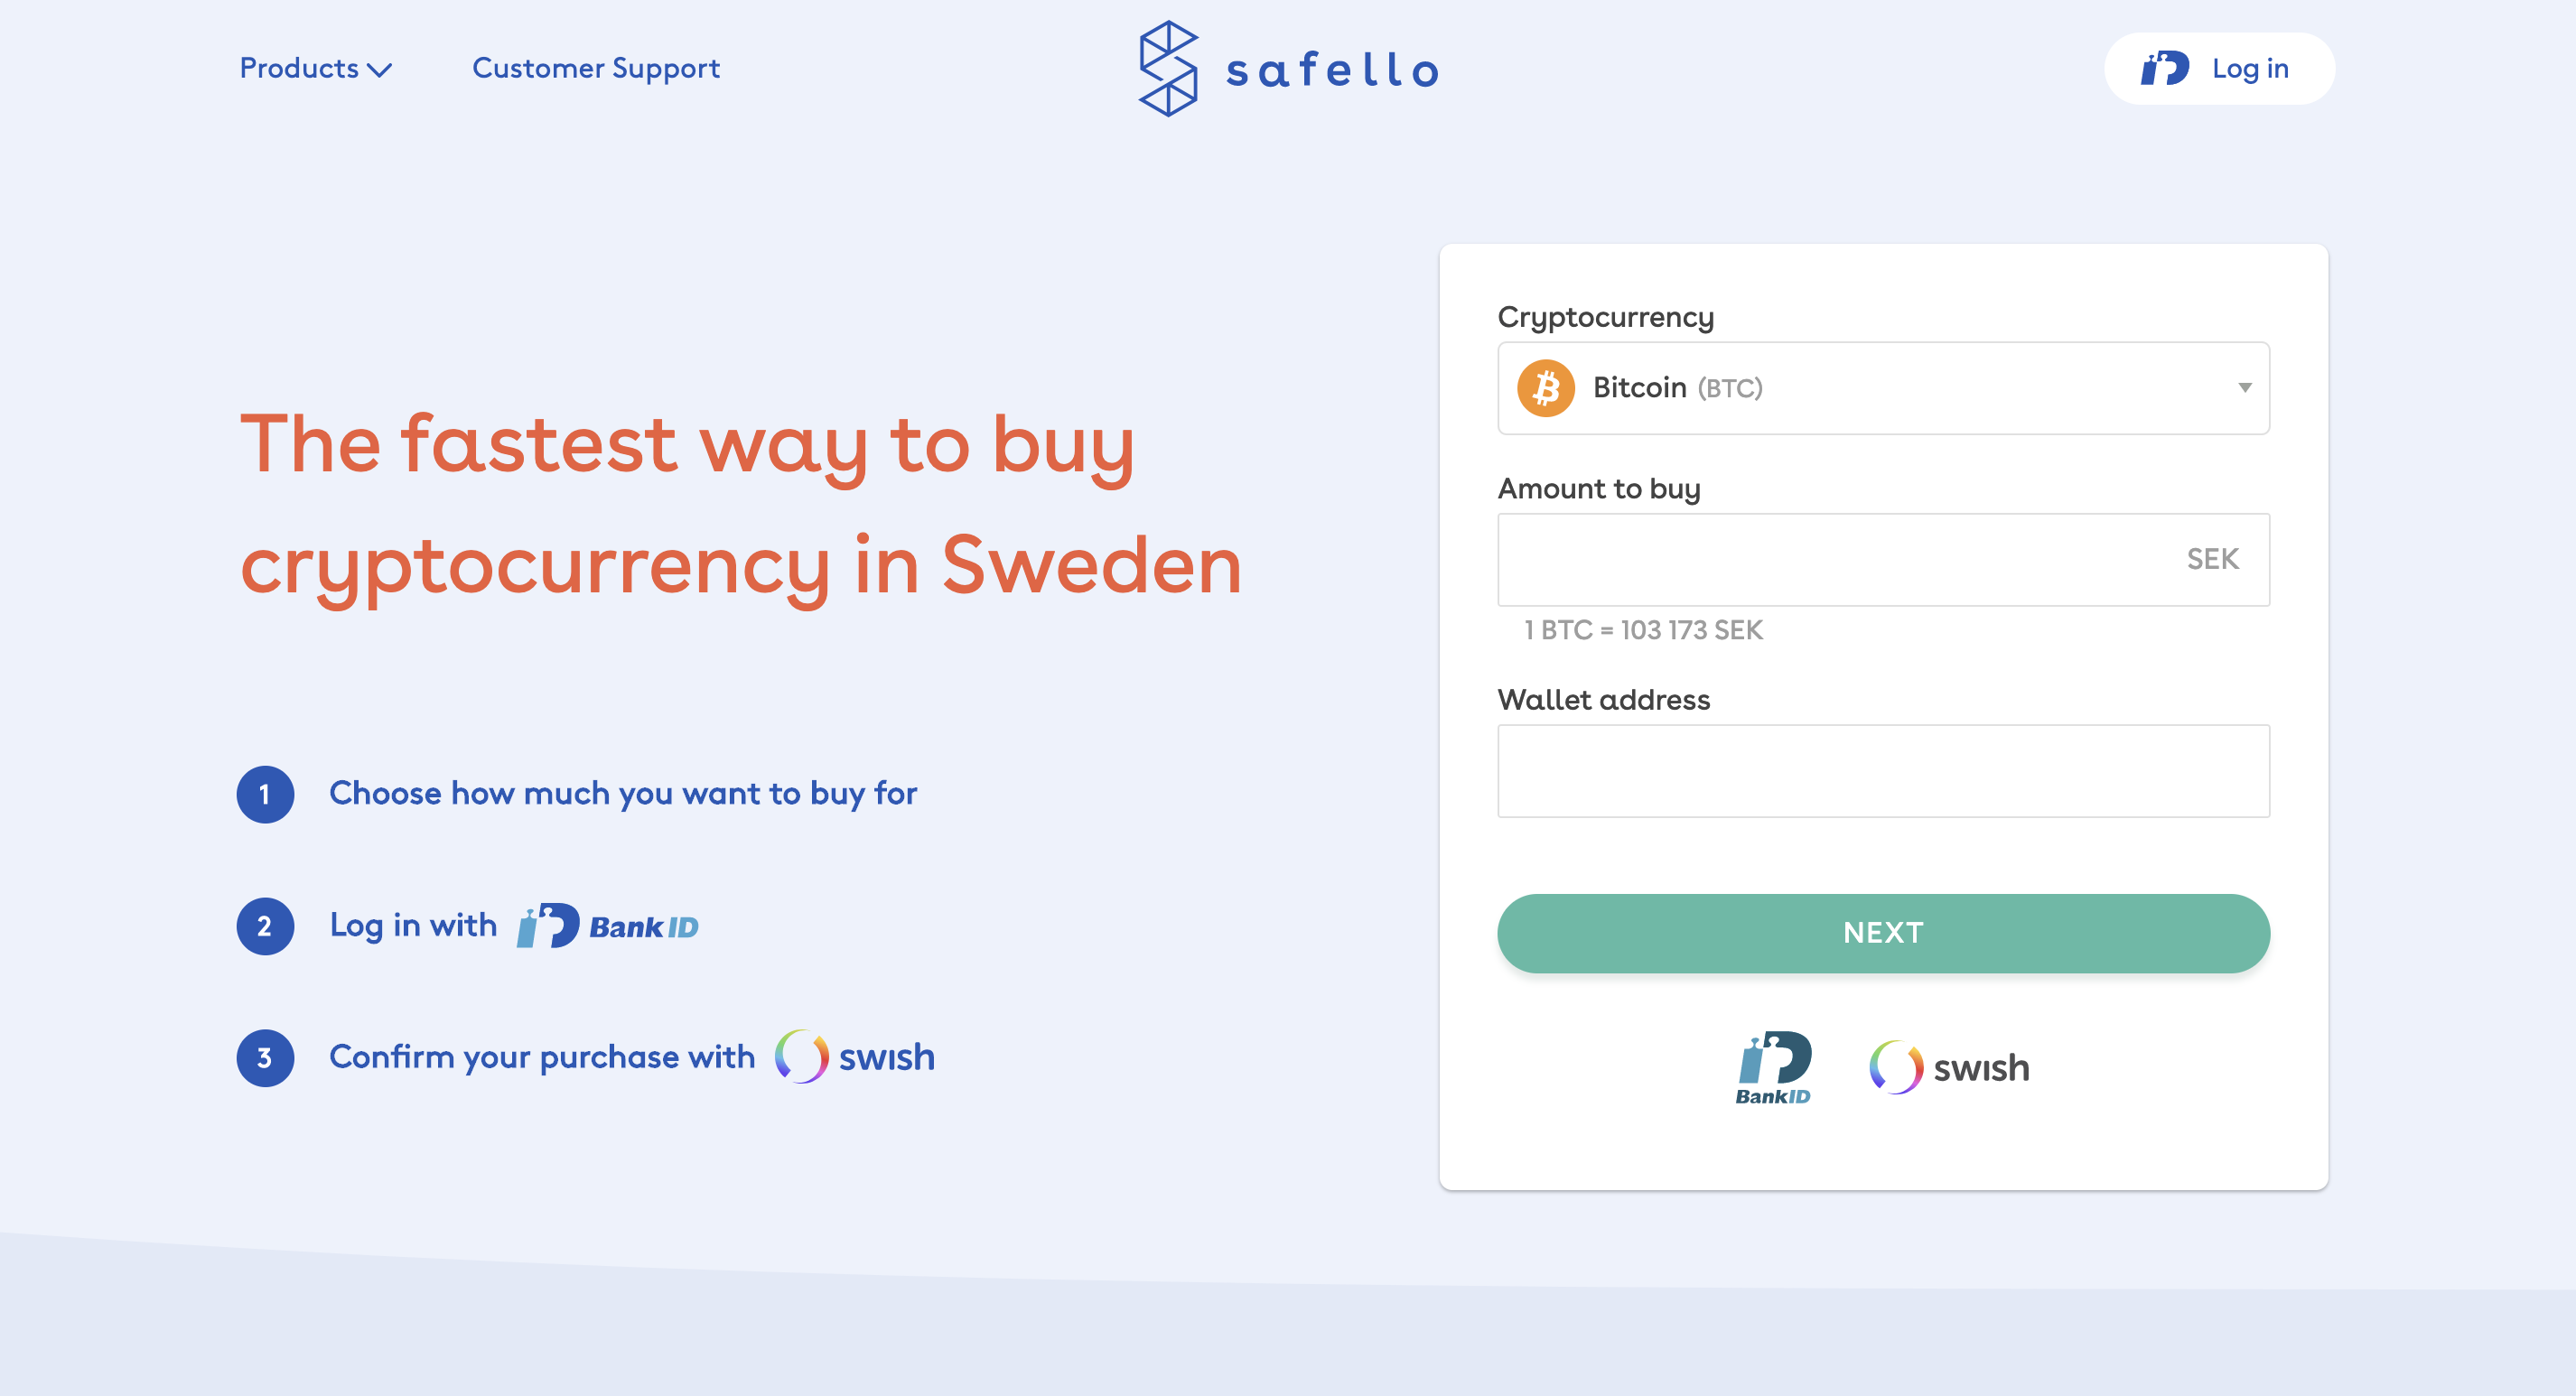 Products
Customer Support
safello
Log in
The fastest way to buy
cryptocurrency in Sweden
1 Choose how much you want to buy for
2 Log in with BankID
3 Confirm your purchase with swish
Cryptocurrency
Bitcoin (BTC)
Amount to buy
SEK
1 BTC = 103 173 SEK
Wallet address
NEXT
BankID swish